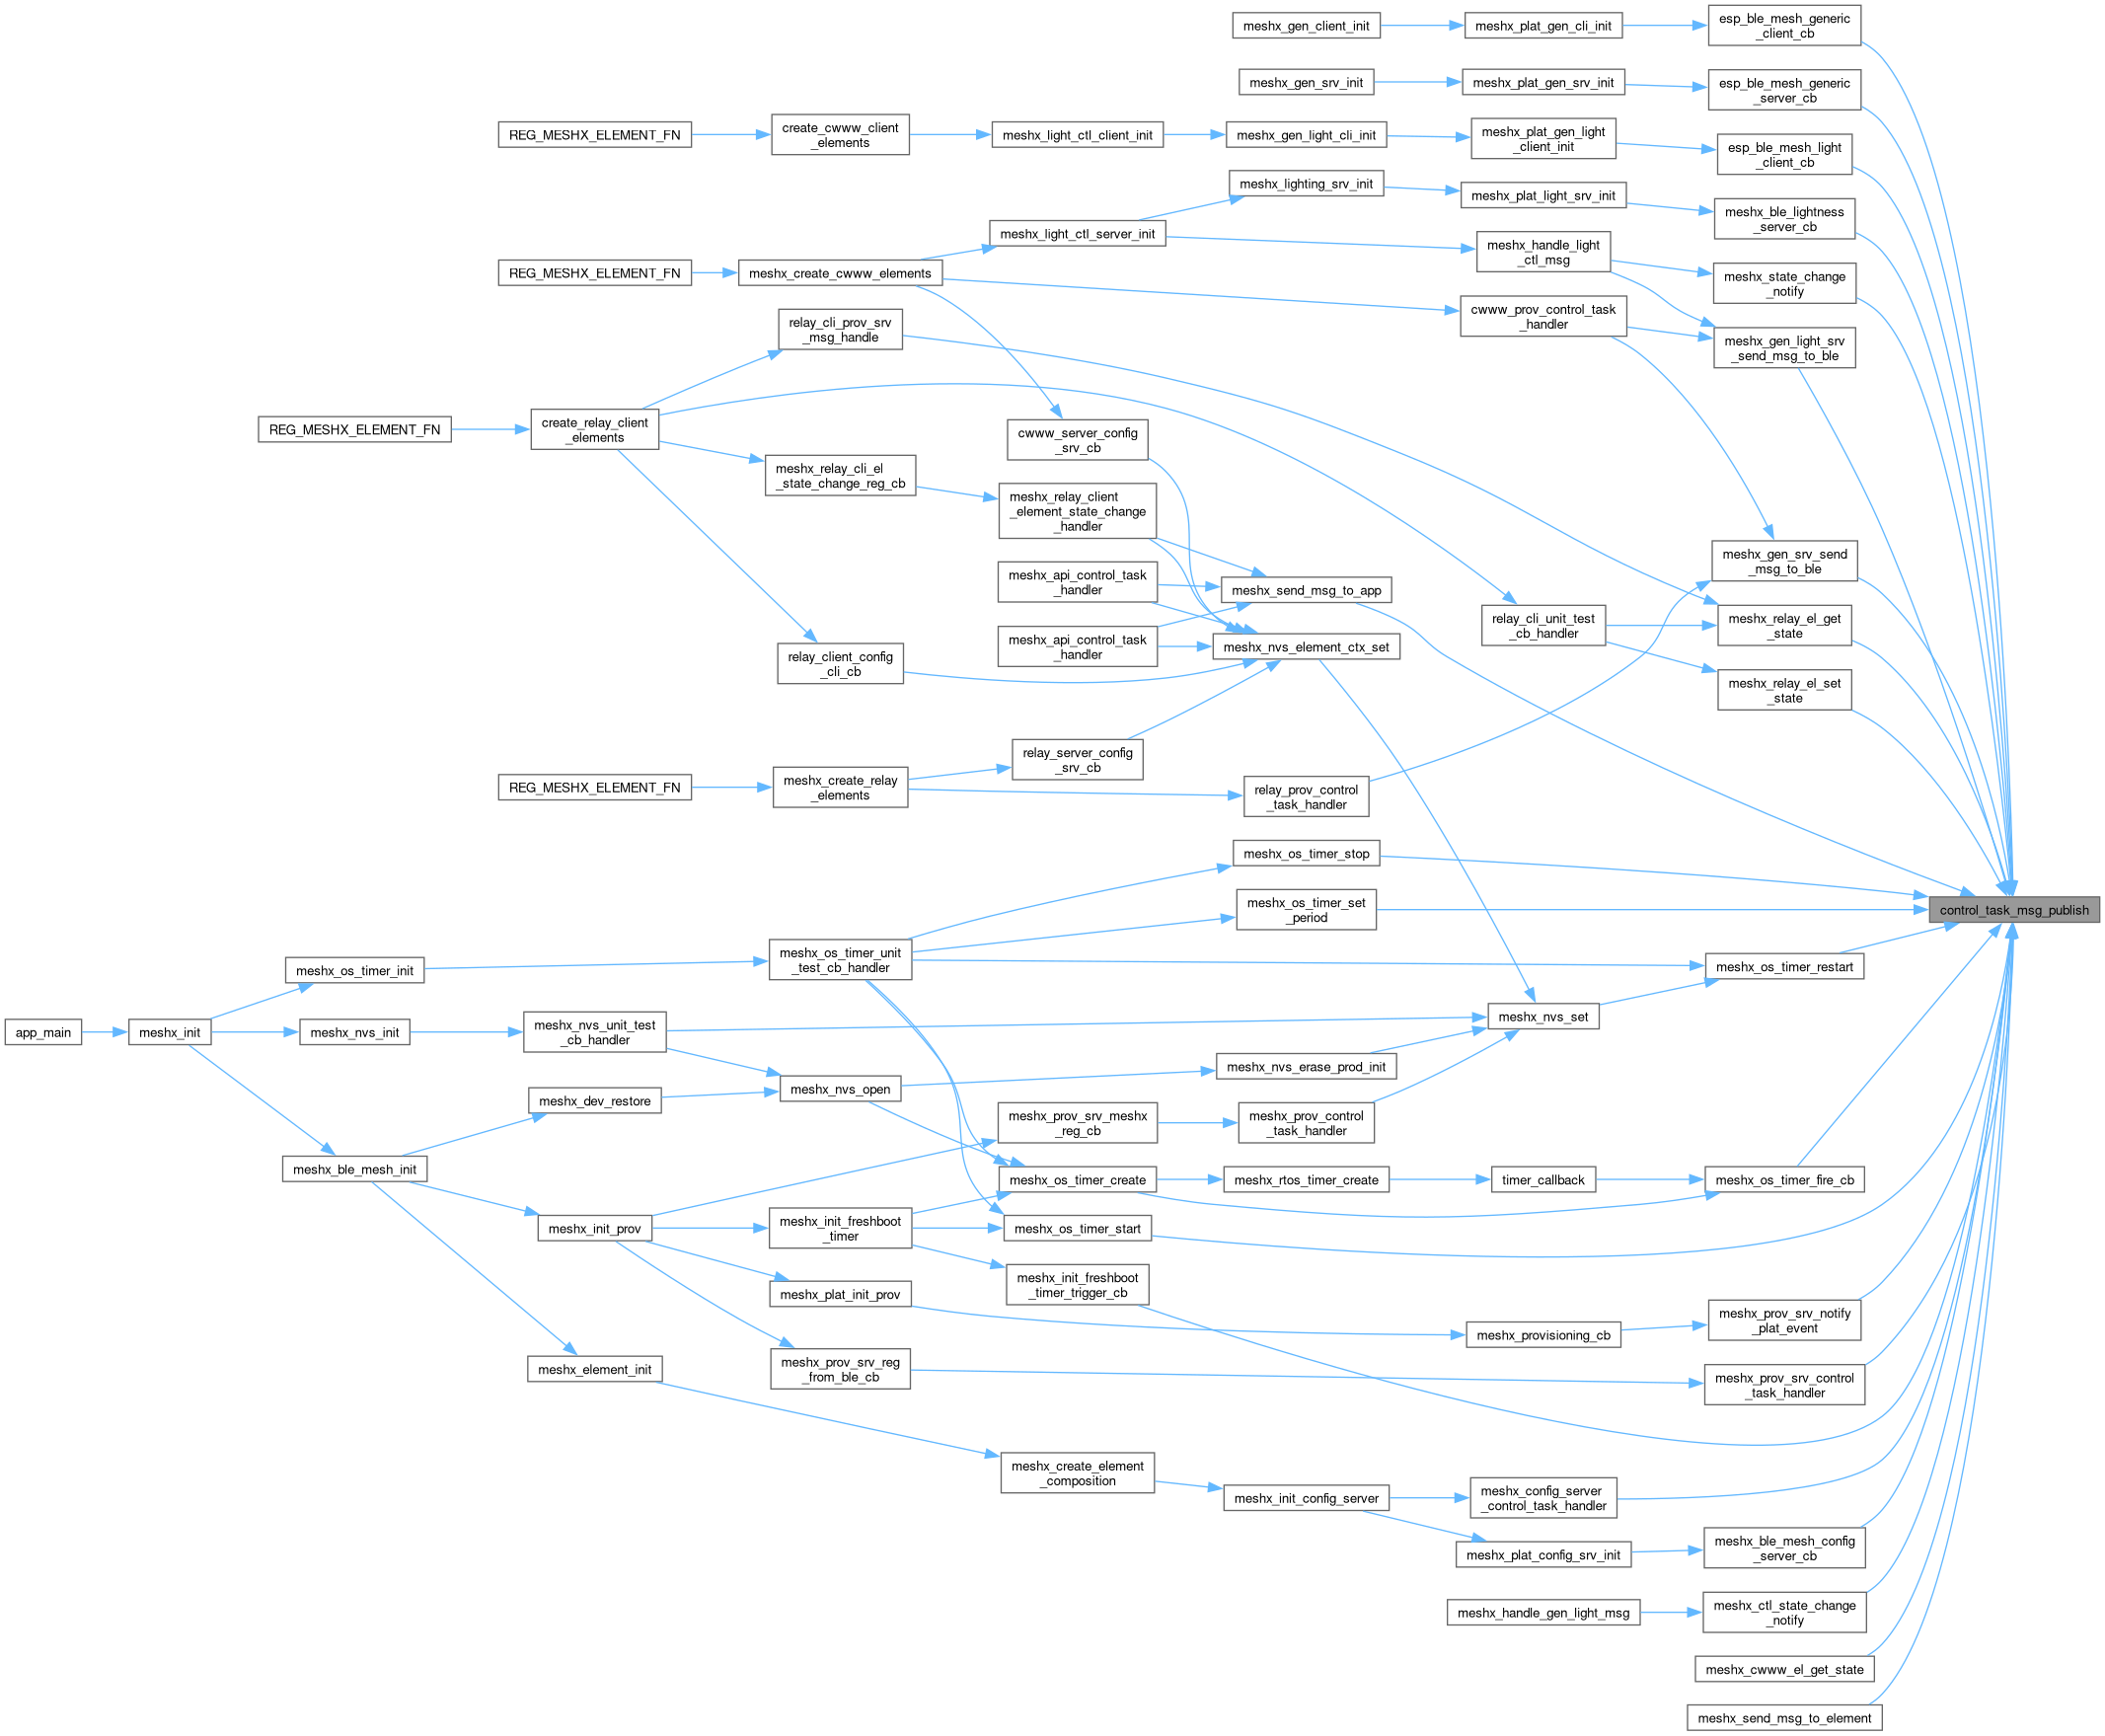 esp_ble_mesh_generic
_client_cb
meshx_plat_gen_cli_init
meshx_gen_client_init
esp_ble_mesh_generic
_server_cb
meshx_plat_gen_srv_init
meshx_gen_srv_init
esp_ble_mesh_light
_client_cb
meshx_plat_gen_light
_client_init
meshx_gen_light_cli_init
meshx_light_ctl_client_init
create_cwww_client
_elements
REG_MESHX_ELEMENT_FN
meshx_ble_lightness
_server_cb
meshx_plat_light_srv_init
meshx_lighting_srv_init
meshx_light_ctl_server_init
meshx_create_cwww_elements
REG_MESHX_ELEMENT_FN
meshx_state_change
_notify
meshx_handle_light
_ctl_msg
meshx_gen_light_srv
_send_msg_to_ble
cwww_prov_control_task
_handler
relay_cli_prov_srv
_msg_handle
create_relay_client
_elements
REG_MESHX_ELEMENT_FN
cwww_server_config
_srv_cb
meshx_relay_cli_el
_state_change_reg_cb
meshx_relay_client
_element_state_change
_handler
meshx_api_control_task
_handler
meshx_api_control_task
_handler
meshx_send_msg_to_app
meshx_nvs_element_ctx_set
relay_client_config
_cli_cb
meshx_gen_srv_send
_msg_to_ble
meshx_relay_el_get
_state
relay_cli_unit_test
_cb_handler
meshx_relay_el_set
_state
relay_server_config
_srv_cb
meshx_create_relay
_elements
REG_MESHX_ELEMENT_FN
relay_prov_control
_task_handler
meshx_os_timer_stop
meshx_os_timer_set
_period
control_task_msg_publish
meshx_os_timer_restart
meshx_os_timer_unit
_test_cb_handler
meshx_os_timer_init
meshx_nvs_set
app_main
meshx_init
meshx_nvs_init
meshx_nvs_unit_test
_cb_handler
meshx_nvs_erase_prod_init
meshx_nvs_open
meshx_dev_restore
meshx_prov_srv_meshx
_reg_cb
meshx_prov_control
_task_handler
meshx_ble_mesh_init
meshx_os_timer_create
meshx_rtos_timer_create
timer_callback
meshx_os_timer_fire_cb
meshx_init_prov
meshx_init_freshboot
_timer
meshx_os_timer_start
meshx_plat_init_prov
meshx_init_freshboot
_timer_trigger_cb
meshx_provisioning_cb
meshx_prov_srv_notify
_plat_event
meshx_element_init
meshx_prov_srv_reg
_from_ble_cb
meshx_prov_srv_control
_task_handler
meshx_create_element
_composition
meshx_init_config_server
meshx_config_server
_control_task_handler
meshx_plat_config_srv_init
meshx_ble_mesh_config
_server_cb
meshx_handle_gen_light_msg
meshx_ctl_state_change
_notify
meshx_cwww_el_get_state
meshx_send_msg_to_element